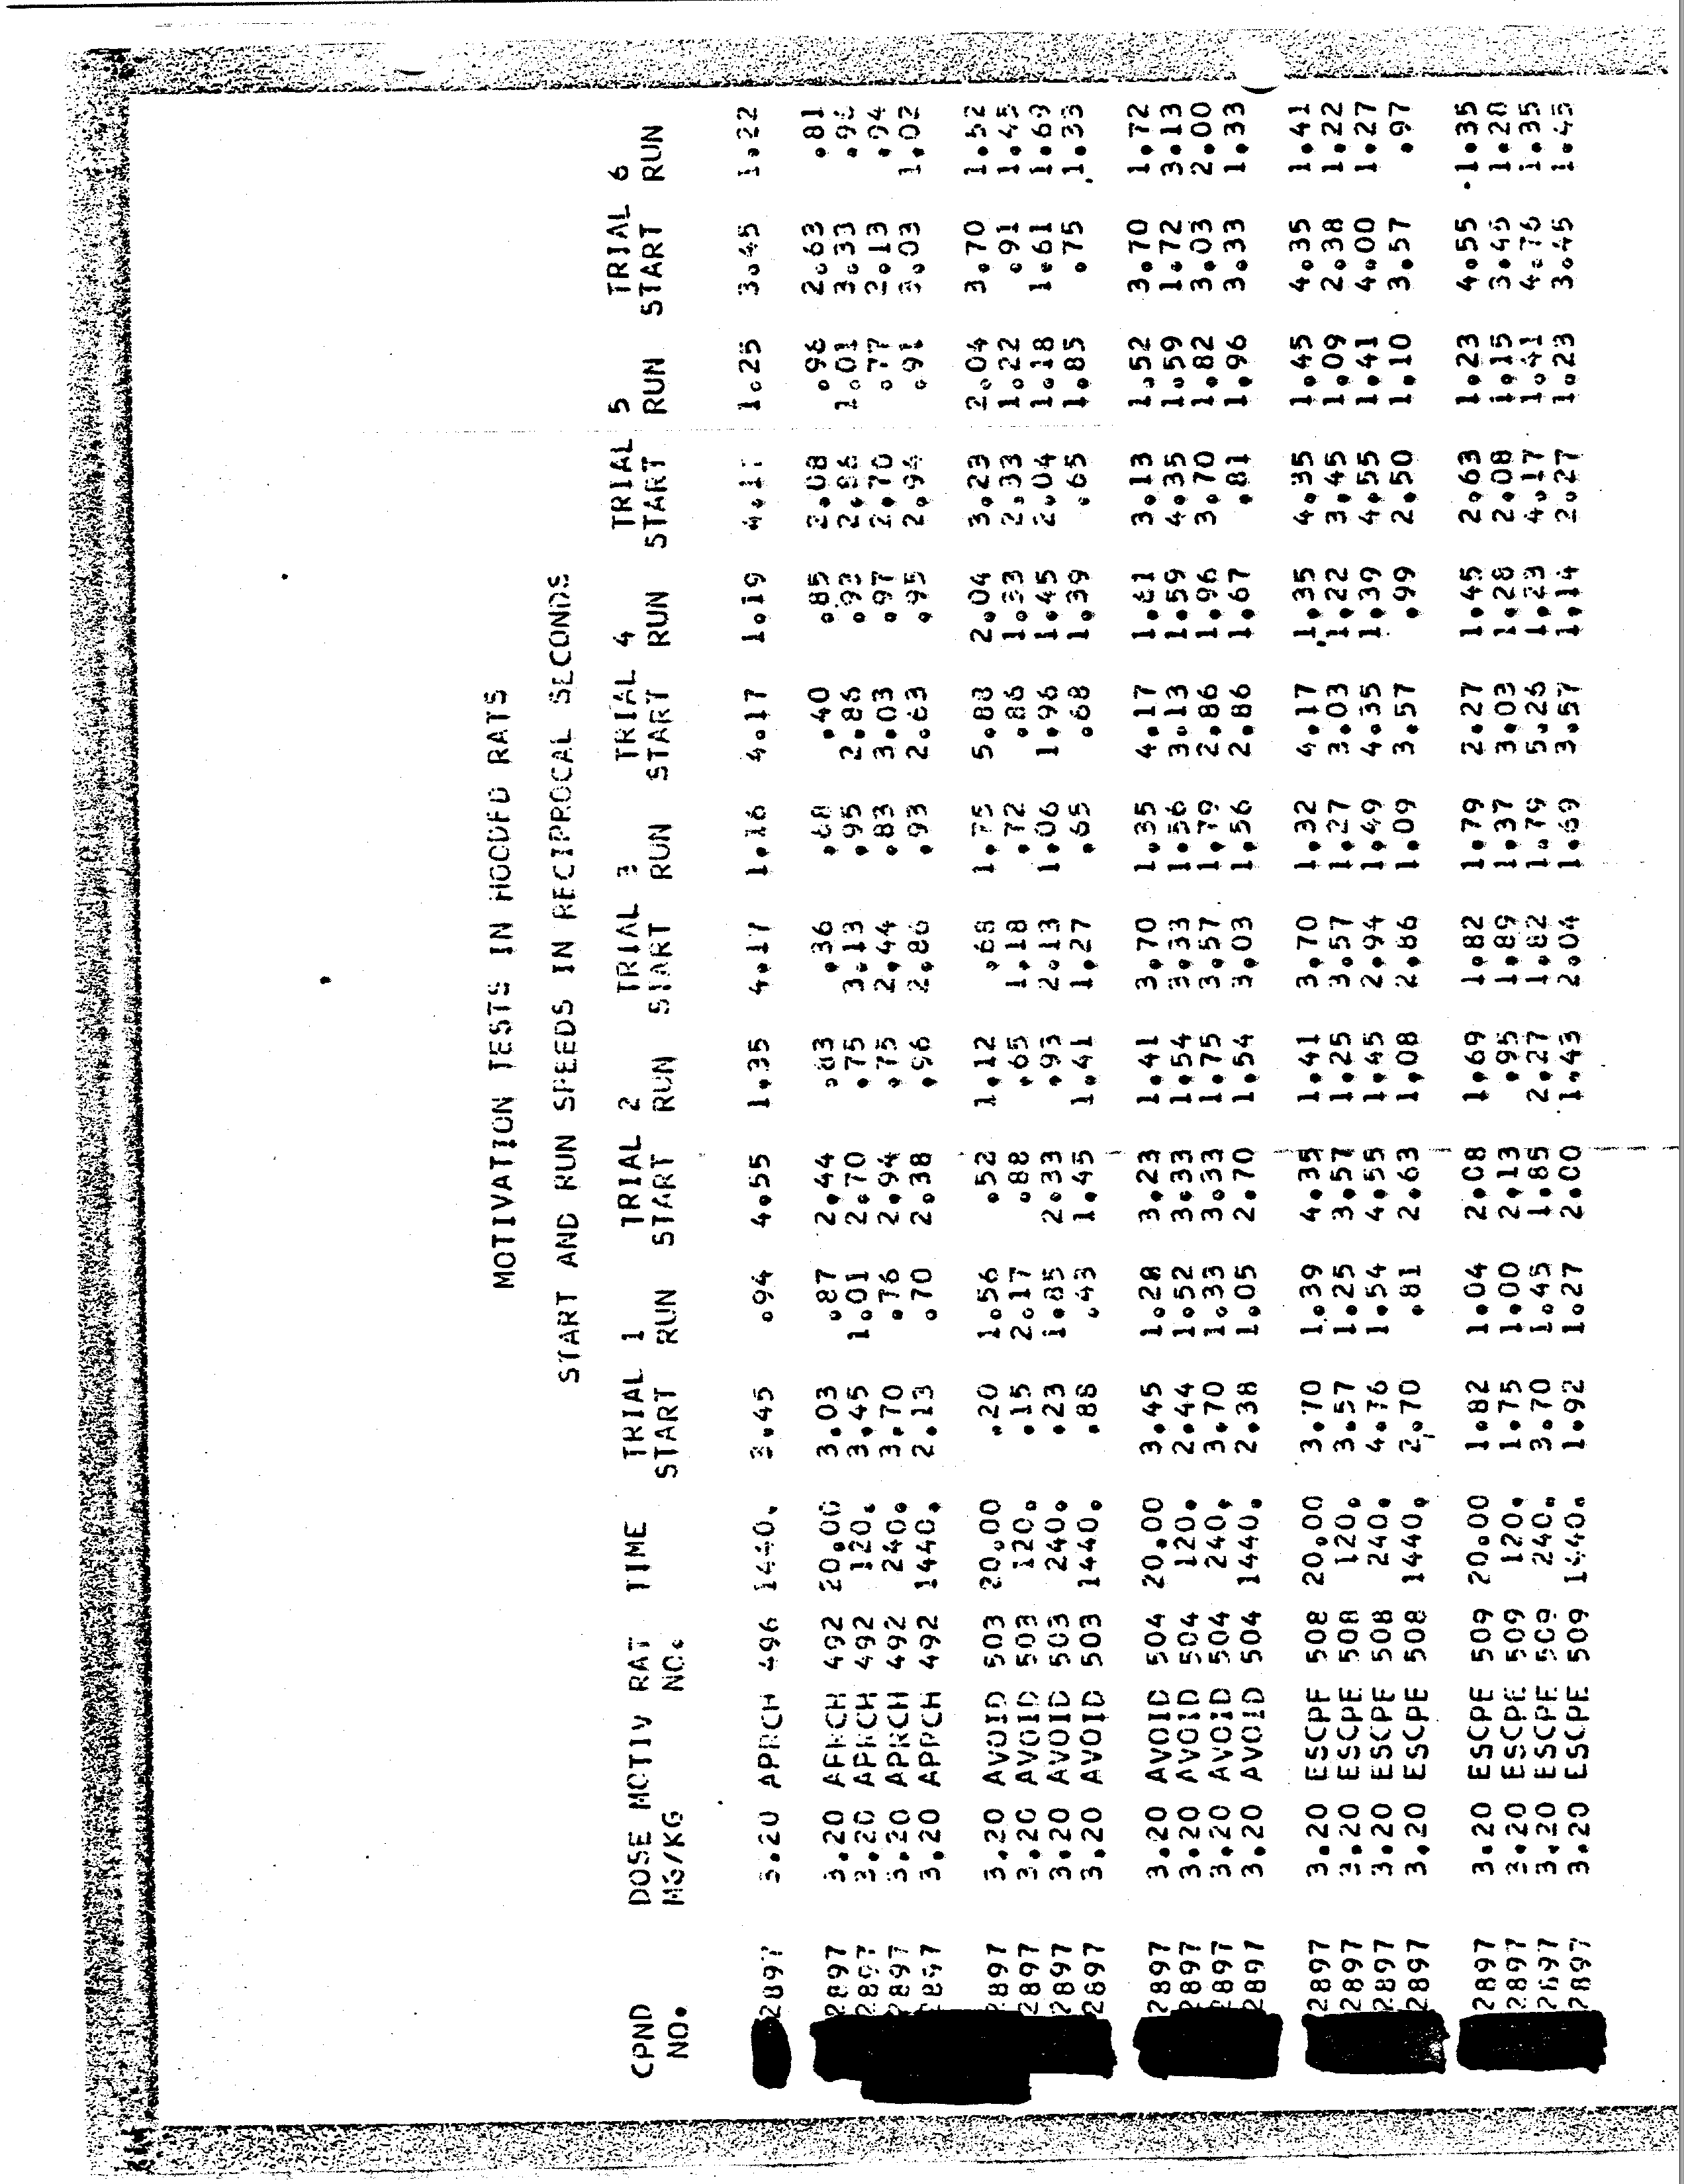 MOTIVATION TESTS IN HOODED RATS
START AND RUN SPEEDS IN RECIPROCAL SECONDS
CPND DOSE MOTIV RAT TIME TRIAL 1 TRIAL 2 TRIAL 3 TRIAL 4 TRIAL 5 TRIAL 6
NO. MG/KG NO. START RUN START RUN START RUN START RUN START RUN START RUN
2897 3.20 APRCH 496 1440. 3.45 .94 4.55 1.35 4.17 1.16 4.17 1.19 1.25 3.45 1.22
2897 3.20 APRCH 492 20.00 3.03 .87 2.44 .83 .36 .68 .40 .85 2.08 .96 2.63 .81
2897 3.20 APRCH 492 120. 3.45 1.01 2.70 .75 3.13 .95 2.86 .93 1.01 3.33
2897 3.20 APRCH 492 240. 3.70 .76 2.94 .75 2.44 .83 3.03 .97 2.70 .77 2.13 .94
2897 3.20 APRCH 492 1440. 2.13 .70 2.38 .96 2.86 .93 2.63 .95 2.94 .91 3.03 1.02
2897 3.20 AVOID 503 20.00 .20 1.56 .52 1.12 .68 1.75 5.88 2.04 3.23 2.04 3.70 1.52
2897 3.20 AVOID 503 120. .15 2.17 .88 .65 1.18 .72 .86 1.33 2.33 1.22 .91 1.45
2897 3.20 AVOID 503 240. .23 1.85 2.33 .93 2.13 1.06 1.96 1.45 2.04 1.18 1.61 1.69
2897 3.20 AVOID 503 1440. .88 .43 1.45 1.41 1.27 .65 .68 1.39 .65 1.85 .75 1.33
2897 3.20 AVOID 504 20.00 3.45 1.28 3.23 1.41 3.70 1.35 4.17 1.61 3.13 1.52 3.70 1.72
2897 3.20 AVOID 504 120. 2.44 1.52 3.33 1.54 3.33 1.56 3.13 1.59 4.35 1.59 1.72 3.13
2897 3.20 AVOID 504 240. 3.70 1.33 3.33 1.75 3.57 1.79 2.86 1.96 3.70 1.82 3.03 2.00
2897 3.20 AVOID 504 1440. 2.38 1.05 2.70 1.54 3.03 1.56 2.86 1.67 .81 1.96 3.33 1.33
2897 3.20 ESCPE 508 20.00 3.70 1.39 4.35 1.41 3.70 1.32 4.17 1.35 4.35 1.45 4.35 1.41
2897 3.20 ESCPE 508 120. 3.57 1.25 3.57 1.25 3.57 1.27 3.03 1.22 3.45 1.09 2.38 1.22
2897 3.20 ESCPE 508 240. 4.76 1.54 4.55 1.45 2.94 1.49 4.35 1.39 4.55 1.41 4.00 1.27
2897 3.20 ESCPE 508 1440. 2.70 .81 2.63 1.08 2.86 1.09 3.57 .99 2.50 1.10 3.57 .97
2897 3.20 ESCPE 509 20.00 1.82 1.04 2.08 1.69 1.82 1.79 2.27 1.45 2.63 1.23 4.55 1.35
2897 3.20 ESCPE 509 120. 1.75 1.00 2.13 .95 1.89 1.37 3.03 1.28 2.08 1.15 3.45 1.28
2897 3.20 ESCPE 509 240. 3.70 1.45 1.85 2.27 1.82 1.79 5.26 1.23 4.17 1.41 4.76 1.35
2897 3.20 ESCPE 509 1440. 1.92 1.27 2.00 1.43 2.04 1.69 3.57 1.14 2.27 1.23 3.45 1.45